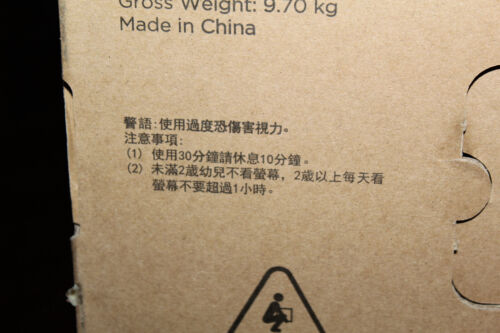 Gross Weight: 9.70 kg
Made in China
警語:使用過度恐傷害視力。
注意事項:
(1) 使用30分鐘請休息10分鐘。
(2) 未滿2歲幼兒不看螢幕，2歲以上每天看
螢幕不要超過1小時。